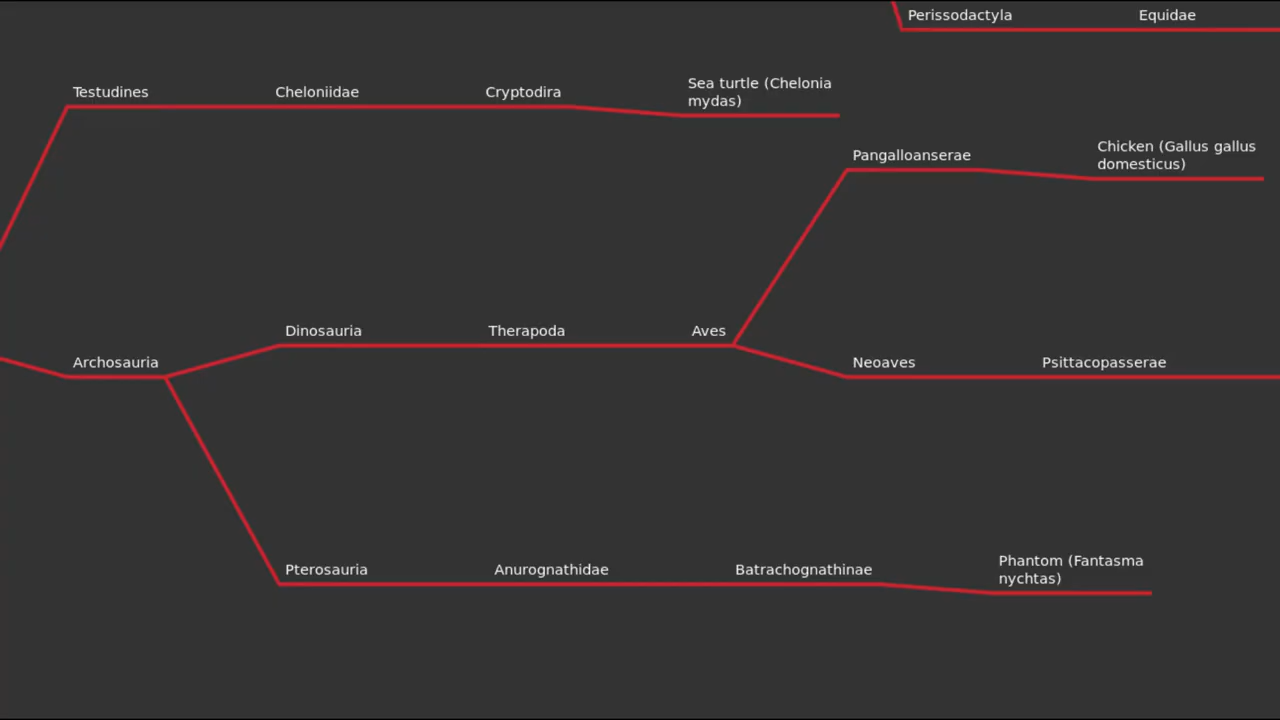 Perissodactyla
Equidae
Testudines
Cheloniidae
Cryptodira
Sea turtle (Chelonia
mydas)
Pangalloanserae
Chicken (Gallus gallus
domesticus)
Dinosauria
Therapoda
Aves
Archosauria
Neoaves
Psittacopasserae
Pterosauria
Anurognathidae
Batrachognathinae
Phantom (Fantasma
nychtas)